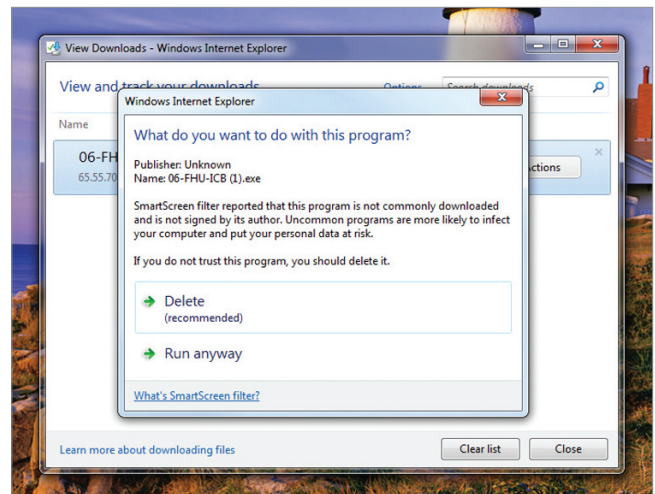 View Downloads - Windows Internet Explorer
View and track your downloads
Options
Search downloads
Name
06-FH
65.55.70
ctions
Windows Internet Explorer
What do you want to do with this program?
Publisher: Unknown
Name: 06-FHU-ICB (1).exe
SmartScreen filter reported that this program is not commonly downloaded
and is not signed by its author. Uncommon programs are more likely to infect
your computer and put your personal data at risk.
If you do not trust this program, you should delete it.
Delete
(recommended)
Run anyway
What's SmartScreen filter?
Learn more about downloading files
Clear list
Close